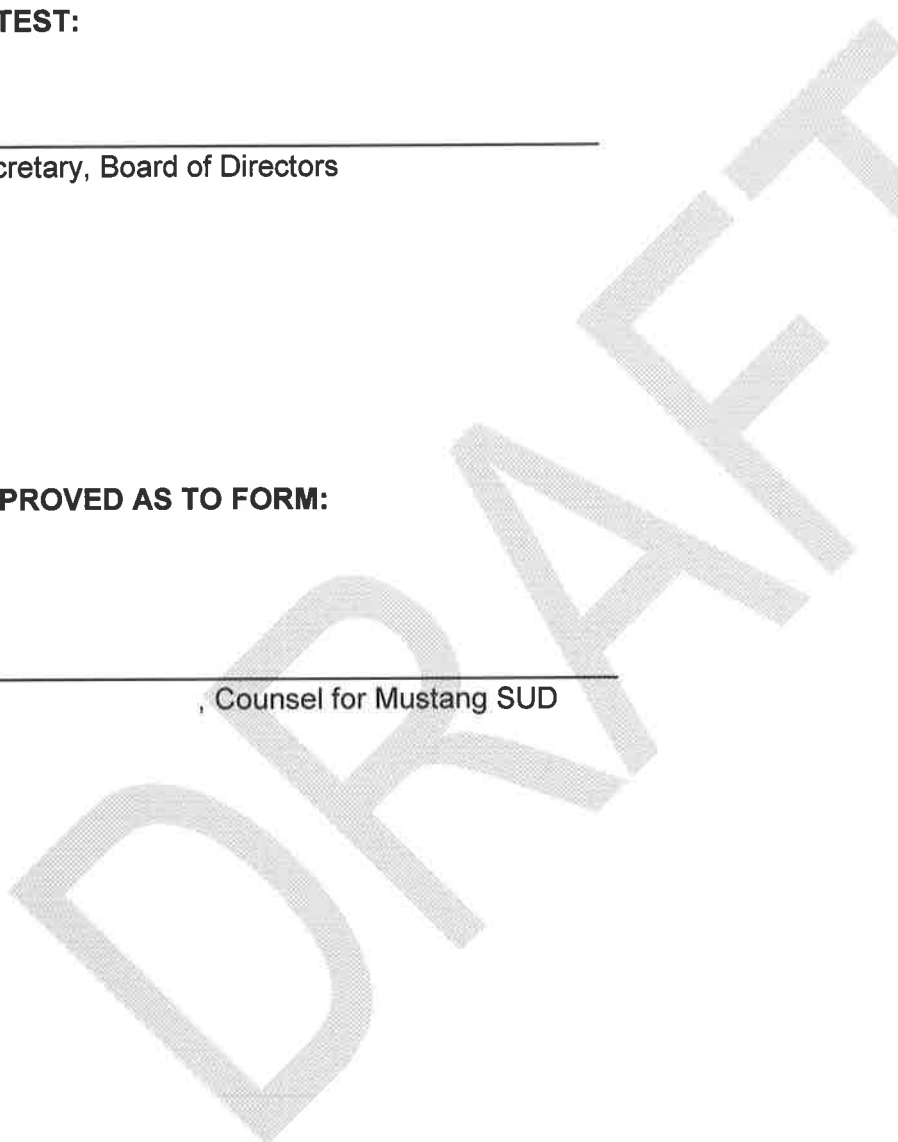 TEST:
cretary, Board of Directors
PROVED AS TO FORM:
, Counsel for Mustang SUD
DRAFT